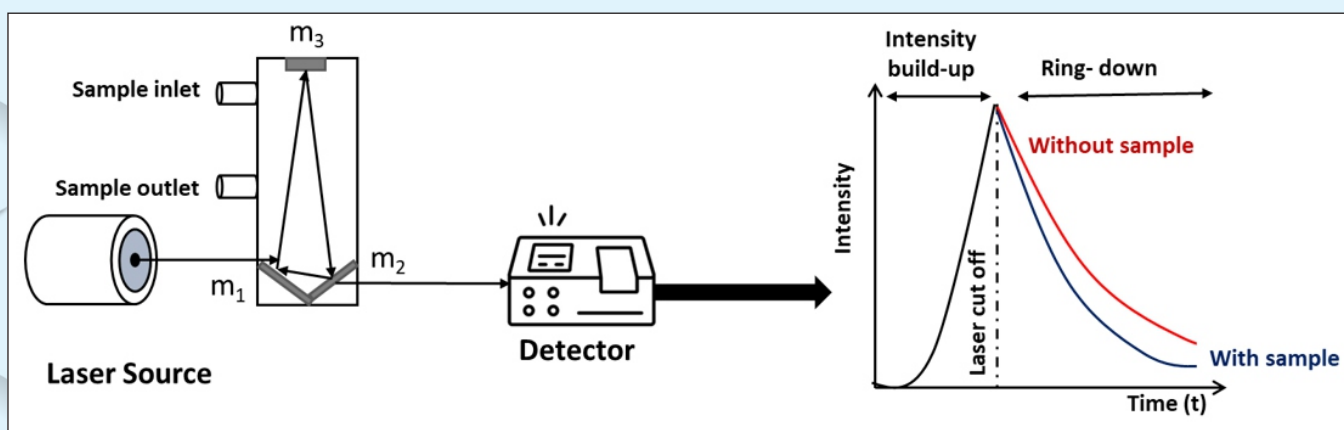 m₃
Sample inlet
Sample outlet
m₁
m₂
Laser Source
Detector
Intensity
build-up
Ring- down
Without sample
Intensity
Laser cut off
With sample
Time (t)